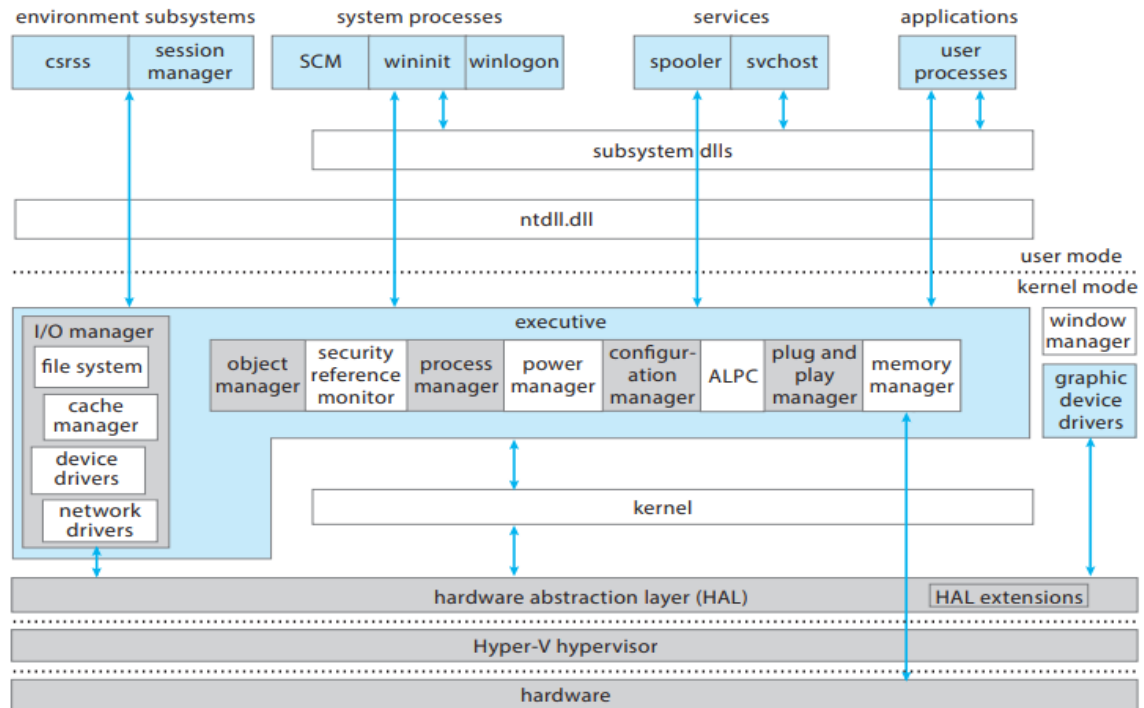 environment subsystems
system processes
services
applications
csrss
session
manager
SCM
wininit
winlogon
spooler
svchost
user
processes
subsystem dlls
ntdll.dll
user mode
kernel mode
executive
I/O manager
file system
cache
manager
device
drivers
network
drivers
object
manager
security
reference
monitor
process
manager
power
manager
configur-
ation
manager
ALPC
plug and
play
manager
memory
manager
window
manager
graphic
device
drivers
kernel
hardware abstraction layer (HAL)
HAL extensions
Hyper-V hypervisor
hardware